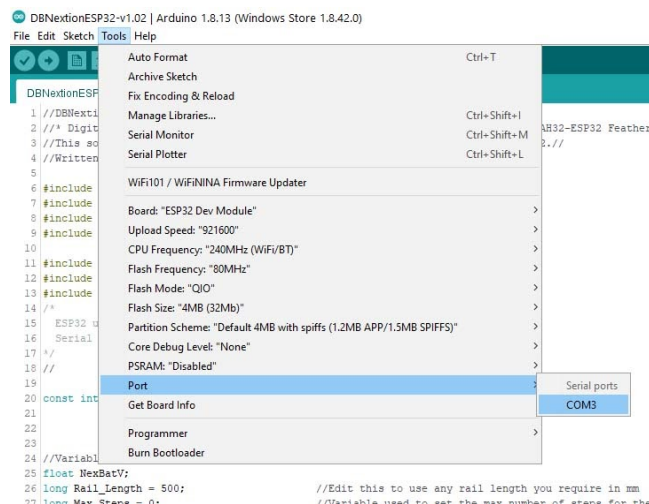 DBNextionESP32-v1.02 | Arduino 1.8.13 (Windows Store 1.8.42.0)
File Edit Sketch Tools Help
DBNextionESP
Auto Format Ctrl+T
Archive Sketch
Fix Encoding & Reload
Manage Libraries... Ctrl+Shift+I
Serial Monitor Ctrl+Shift+M
Serial Plotter Ctrl+Shift+L
WiFi101 / WiFiNINA Firmware Updater
Board: "ESP32 Dev Module"
Upload Speed: "921600"
CPU Frequency: "240MHz (WiFi/BT)"
Flash Frequency: "80MHz"
Flash Mode: "QIO"
Flash Size: "4MB (32Mb)"
Partition Scheme: "Default 4MB with spiffs (1.2MB APP/1.5MB SPIFFS)"
Core Debug Level: "None"
PSRAM: "Disabled"
Port
Get Board Info
Programmer
Burn Bootloader
Serial ports
COM3
1 //DBNexti
2 //* Digit AH32-ESP32 Feather
3 //This so 2.//
4 //Written
5
6 #include
7 #include
8 #include
9 #include
10
11 #include
12 #include
13 #include
14 /*
15 ESP32 u
16 Serial
17 */
18 //
19
20 const int
21
22
23
24 //Variabl
25 float NexBatV;
26 long Rail_Length = 500; //Edit this to use any rail length you require in mm
27 long Max_Steps = 0; //Variable used to set the max number of steps for the